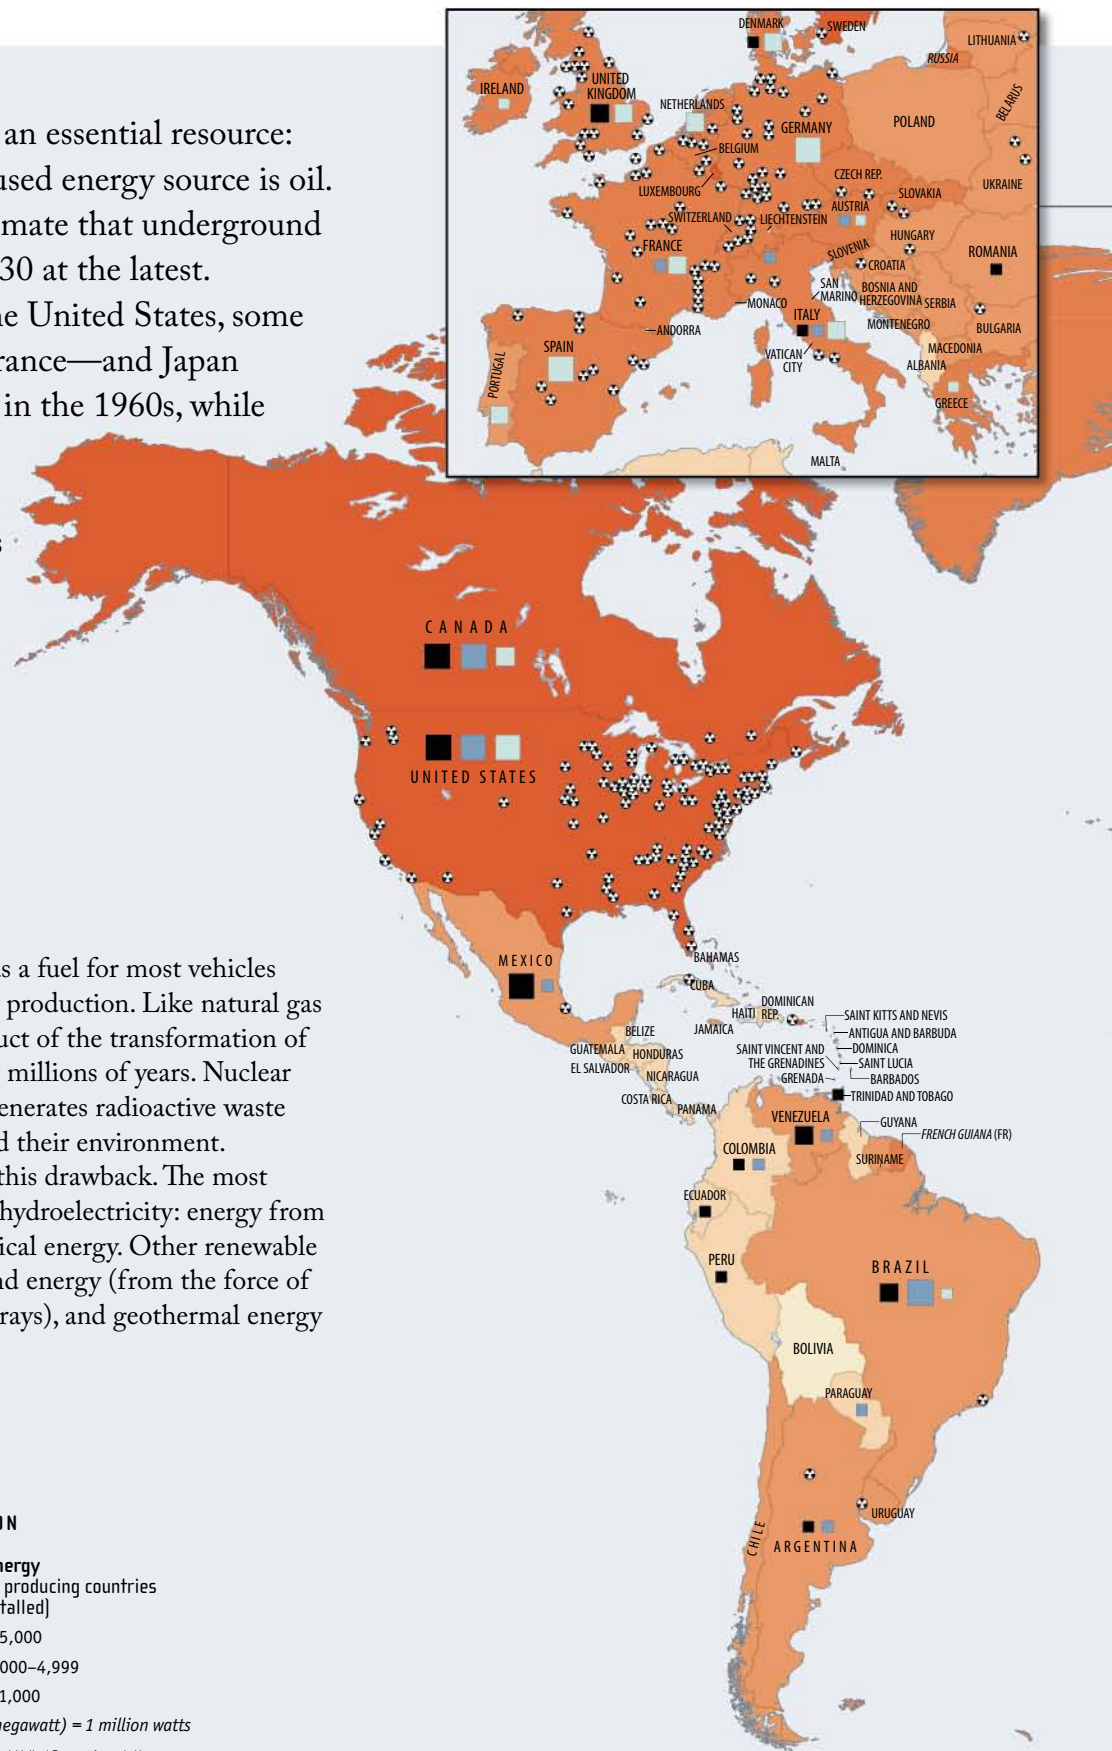 an essential resource:
used energy source is oil.
mate that underground
30 at the latest.
ne United States, some
rance—and Japan
in the 1960s, while
s
DENMARK
SWEDEN
LITHUANIA
RUSSIA
IRELAND
UNITED
KINGDOM
NETHERLANDS
BELARUS
POLAND
GERMANY
BELGIUM
CZECH REP.
LUXEMBOURG
SLOVAKIA
UKRAINE
AUSTRIA
SWITZERLAND
LIECHTENSTEIN
HUNGARY
FRANCE
SLOVENIA
ROMANIA
CROATIA
SAN
MARINO
BOSNIA AND
HERZEGOVINA
SERBIA
MONACO
ITALY
MONTENEGRO
BULGARIA
ANDORRA
SPAIN
MACEDONIA
VATICAN
CITY
ALBANIA
PORTUGAL
GREECE
MALTA
CANADA
UNITED STATES
s a fuel for most vehicles
production. Like natural gas
uct of the transformation of
millions of years. Nuclear
enerates radioactive waste
d their environment.
this drawback. The most
hydroelectricity: energy from
ical energy. Other renewable
nd energy (from the force of
rays), and geothermal energy
MEXICO
BAHAMAS
CUBA
DOMINICAN
REP.
HAITI
JAMAICA
BELIZE
GUATEMALA
HONDURAS
EL SALVADOR
NICARAGUA
COSTA RICA
PANAMA
SAINT KITTS AND NEVIS
ANTIGUA AND BARBUDA
SAINT VINCENT AND
THE GRENADINES
DOMINICA
SAINT LUCIA
GRENADA
BARBADOS
TRINIDAD AND TOBAGO
VENEZUELA
GUYANA
FRENCH GUIANA (FR)
COLOMBIA
SURINAME
ECUADOR
PERU
BRAZIL
BOLIVIA
PARAGUAY
URUGUAY
CHILE
ARGENTINA
ON
nergy
producing countries
talled)
5,000
000–4,999
1,000
negawatt) = 1 million watts